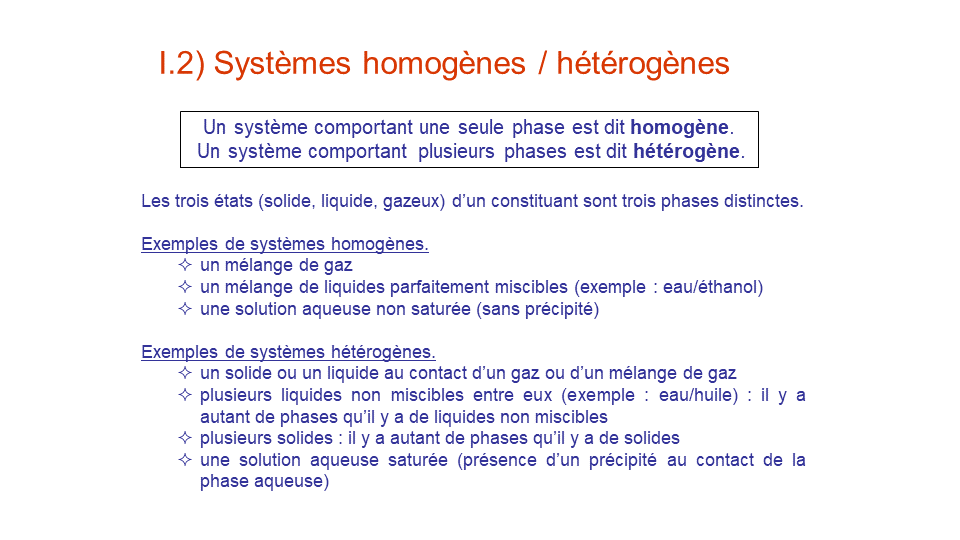 I.2) Systèmes homogènes / hétérogènes
Un système comportant une seule phase est dit homogène.
Un système comportant plusieurs phases est dit hétérogène.
Les trois états (solide, liquide, gazeux) d’un constituant sont trois phases distinctes.
Exemples de systèmes homogènes.
✧ un mélange de gaz
✧ un mélange de liquides parfaitement miscibles (exemple : eau/éthanol)
✧ une solution aqueuse non saturée (sans précipité)
Exemples de systèmes hétérogènes.
✧ un solide ou un liquide au contact d’un gaz ou d’un mélange de gaz
✧ plusieurs liquides non miscibles entre eux (exemple : eau/huile) : il y a
autant de phases qu’il y a de liquides non miscibles
✧ plusieurs solides : il y a autant de phases qu’il y a de solides
✧ une solution aqueuse saturée (présence d’un précipité au contact de la
phase aqueuse)